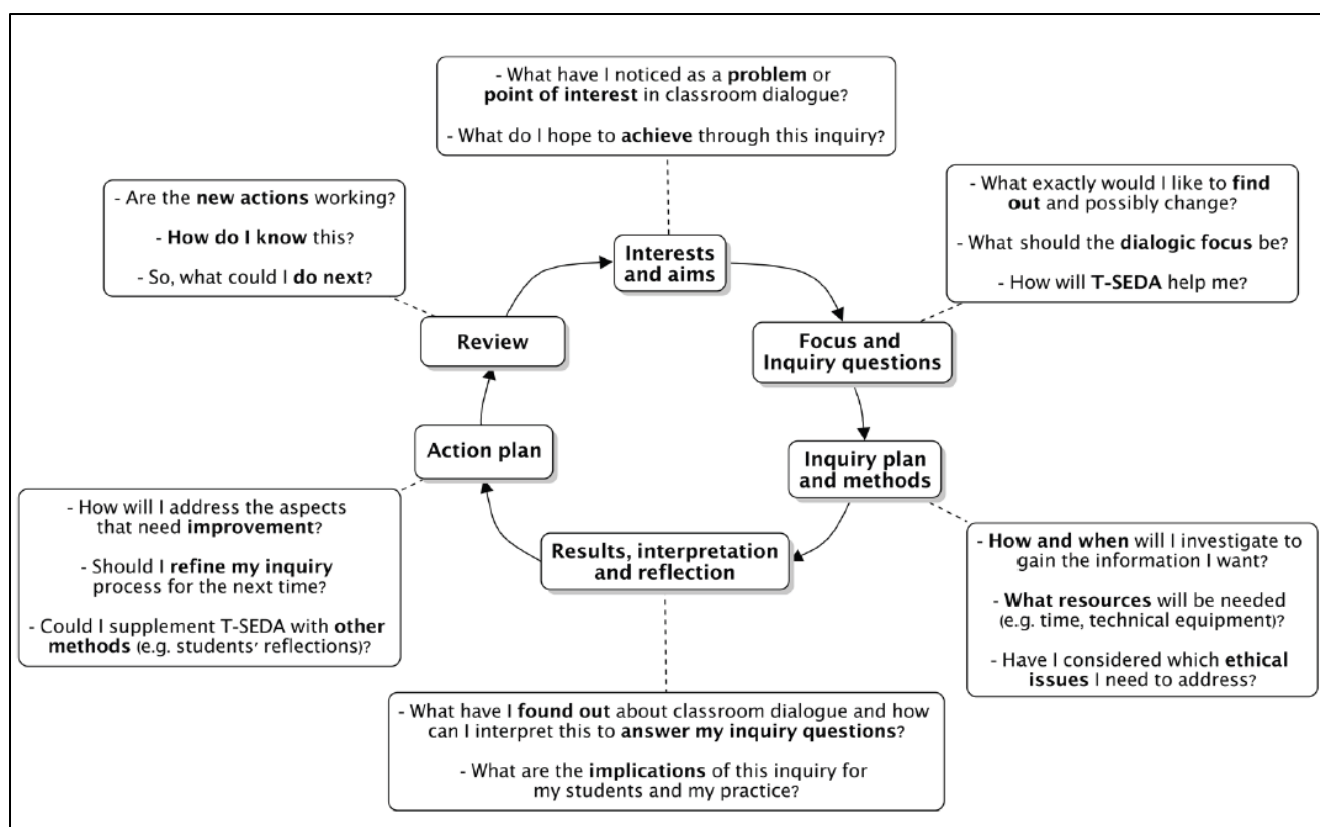 - What have I noticed as a problem or
point of interest in classroom dialogue?
- What do I hope to achieve through this inquiry?
- Are the new actions working?
- How do I know this?
- So, what could I do next?
- What exactly would I like to find
out and possibly change?
- What should the dialogic focus be?
- How will T-SEDA help me?
Interests
and aims
Review
Focus and
Inquiry questions
Action plan
Inquiry plan
and methods
Results, interpretation
and reflection
- How will I address the aspects
that need improvement?
- Should I refine my inquiry
process for the next time?
- Could I supplement T-SEDA with other
methods (e.g. students' reflections)?
- How and when will I investigate to
gain the information I want?
- What resources will be needed
(e.g. time, technical equipment)?
- Have I considered which ethical
issues I need to address?
- What have I found out about classroom dialogue and how
can I interpret this to answer my inquiry questions?
- What are the implications of this inquiry for
my students and my practice?